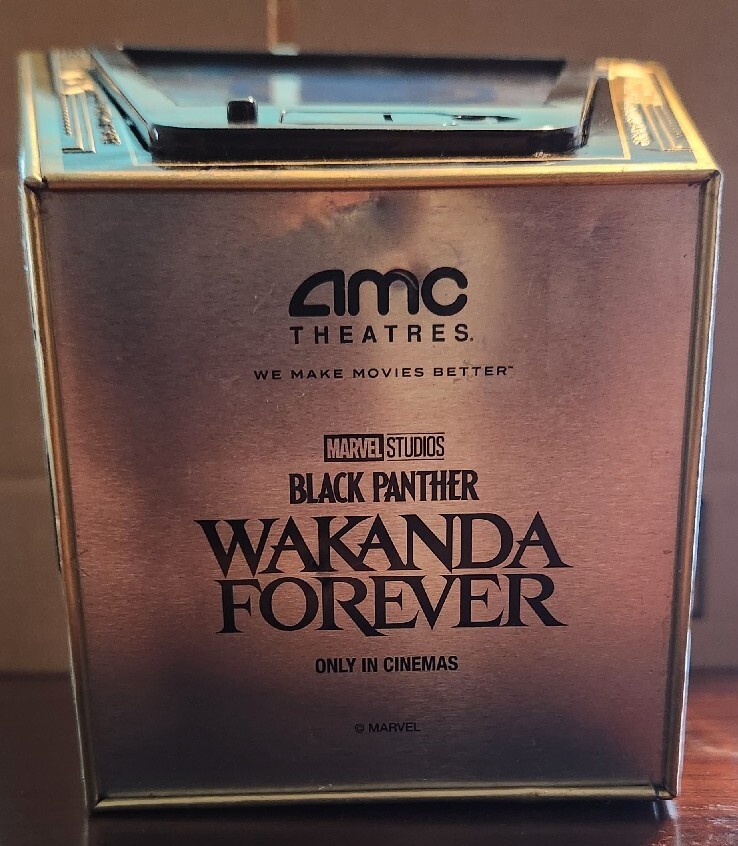 amc
THEATRES.
WE MAKE MOVIES BETTER™
MARVEL STUDIOS
BLACK PANTHER
WAKANDA
FOREVER
ONLY IN CINEMAS
© MARVEL